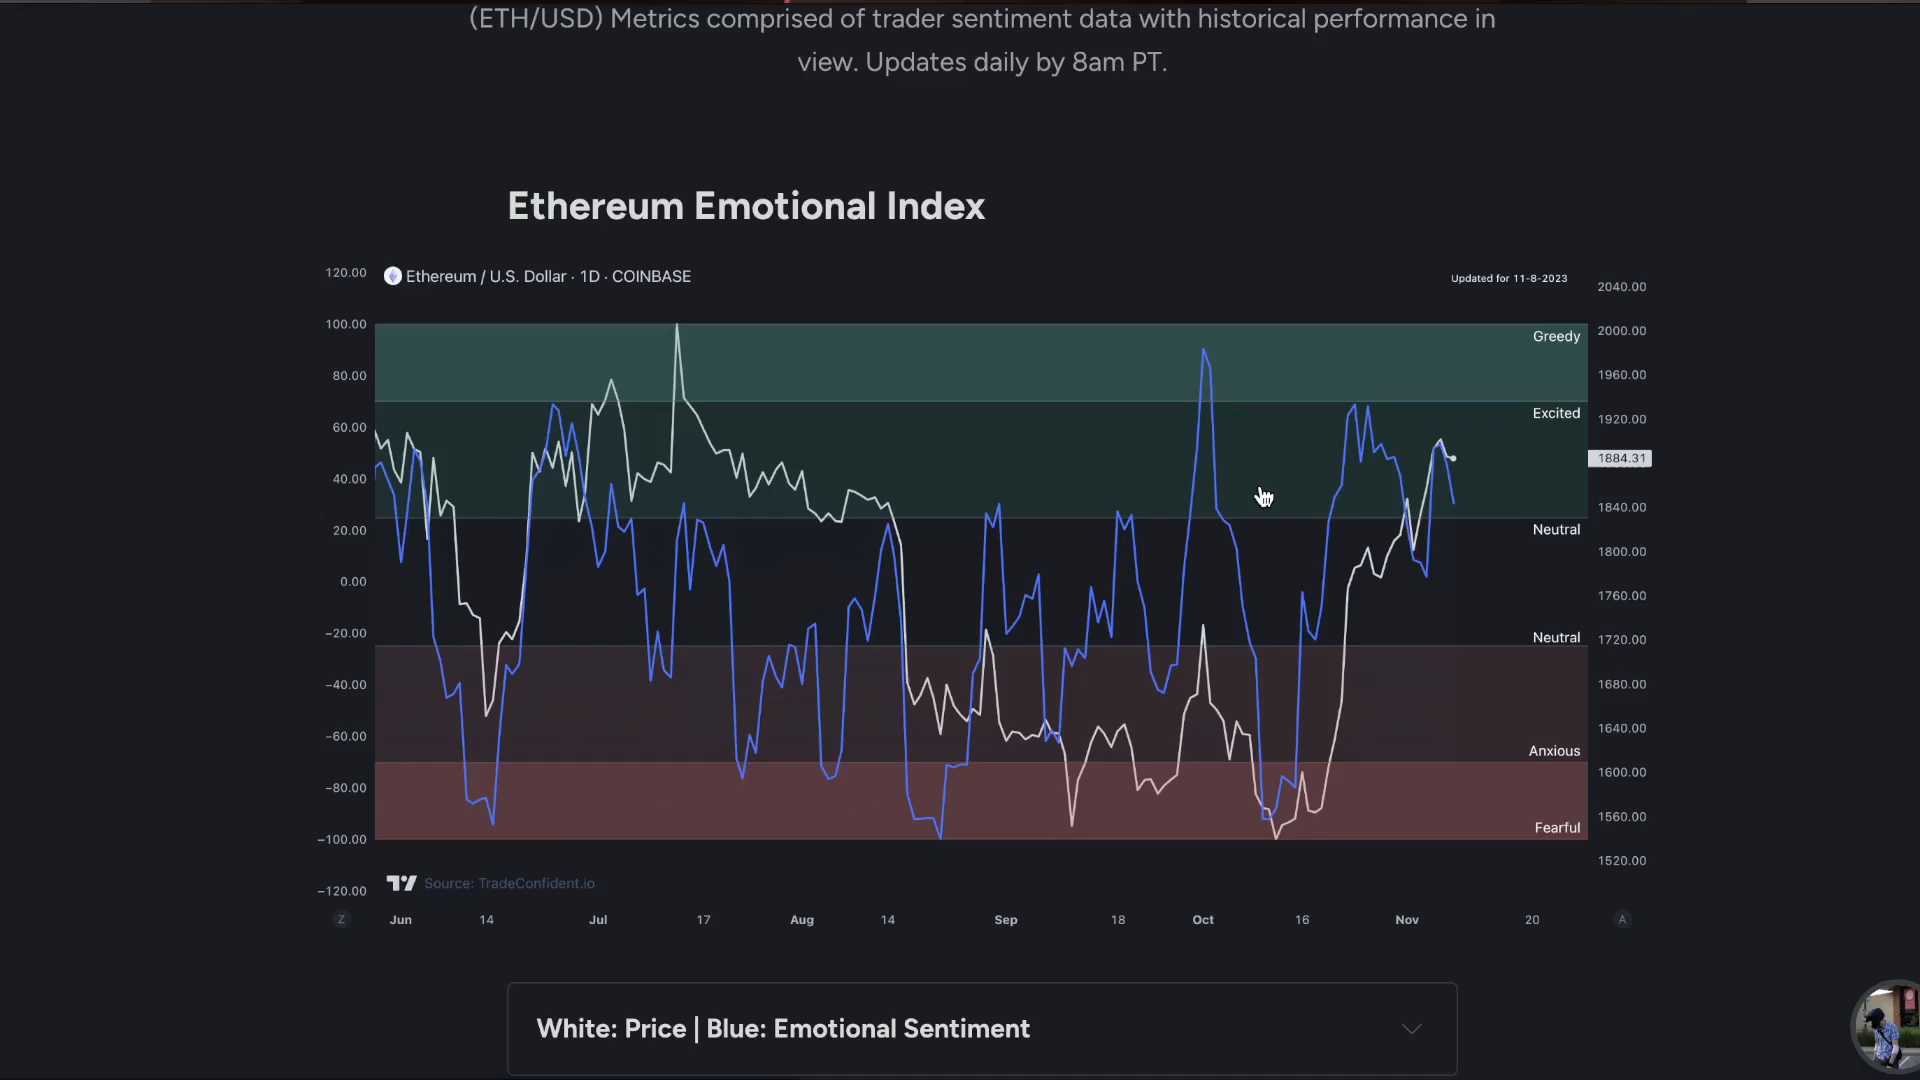 (ETH/USD) Metrics comprised of trader sentiment data with historical performance in
view. Updates daily by 8am PT.
Ethereum Emotional Index
Ethereum / U.S. Dollar · 1D · COINBASE
Updated for 11-8-2023
120.00
100.00
80.00
60.00
40.00
20.00
0.00
−20.00
−40.00
−60.00
−80.00
−100.00
−120.00
Greedy
Excited
Neutral
Neutral
Anxious
Fearful
2040.00
2000.00
1960.00
1920.00
1884.31
1840.00
1800.00
1760.00
1720.00
1680.00
1640.00
1600.00
1560.00
1520.00
Source: TradeConfident.io
Z Jun 14 Jul 17 Aug 14 Sep 18 Oct 16 Nov 20 A
White: Price | Blue: Emotional Sentiment